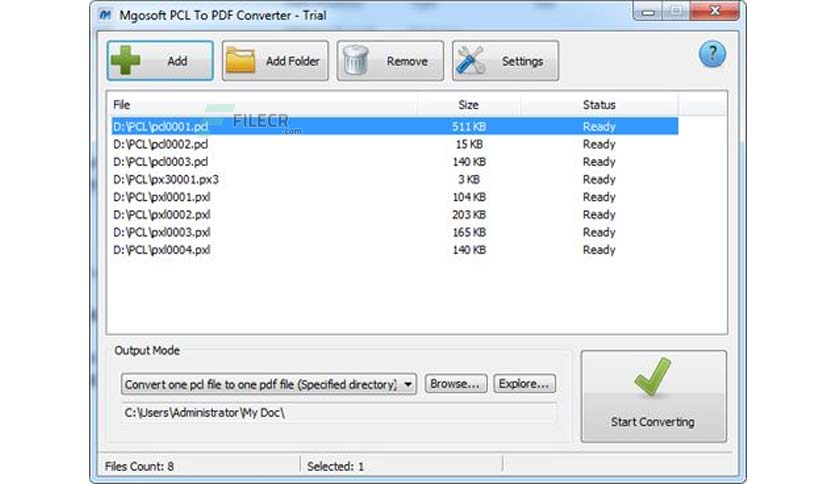 Mgosoft PCL To PDF Converter - Trial
Add Add Folder Remove Settings ?
File Size Status
D:\PCL\pcl0001.pcl 511 KB Ready
FILECR
.com
D:\PCL\pcl0002.pcl 15 KB Ready
D:\PCL\pcl0003.pcl 140 KB Ready
D:\PCL\px30001.px3 3 KB Ready
D:\PCL\pxl0001.pxl 104 KB Ready
D:\PCL\pxl0002.pxl 203 KB Ready
D:\PCL\pxl0003.pxl 165 KB Ready
D:\PCL\pxl0004.pxl 140 KB Ready
Output Mode
Convert one pcl file to one pdf file (Specified directory) Browse... Explore...
C:\Users\Administrator\My Doc\
Start Converting
Files Count: 8 Selected: 1